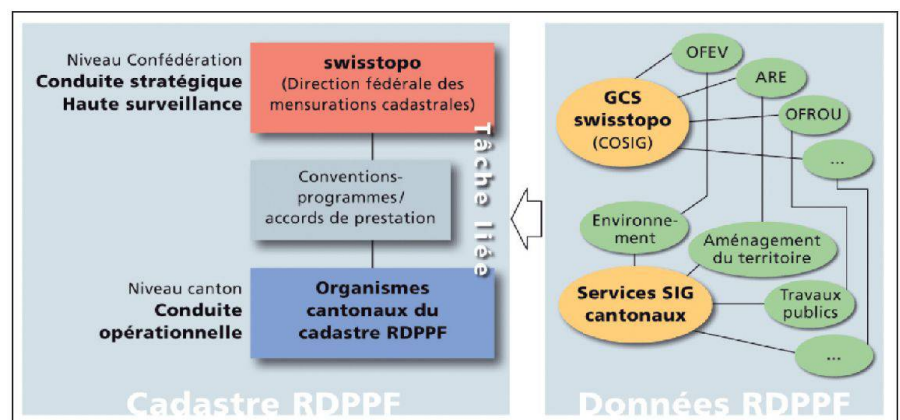 Niveau Confédération
Conduite stratégique
Haute surveillance
swisstopo
(Direction fédérale des
mensurations cadastrales)
Conventions-
programmes/
accords de prestation
Tâche liée
Niveau canton
Conduite
opérationnelle
Organismes
cantonaux du
cadastre RDPPF
Cadastre RDPPF
OFEV
ARE
GCS
swisstopo
(COSIG)
OFROU
...
Environne-
ment
Aménagement
du territoire
Services SIG
cantonaux
Travaux
publics
...
Données RDPPF